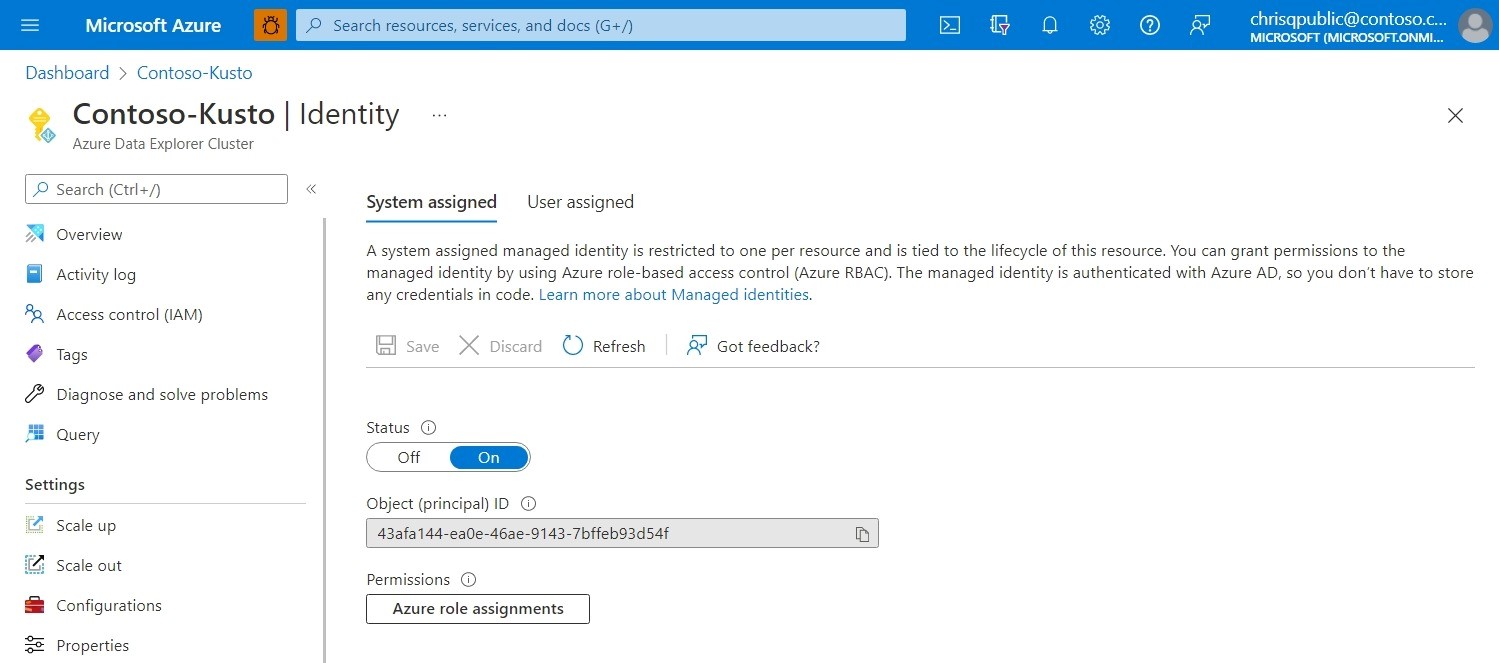 Microsoft Azure
Search resources, services, and docs (G+/)
chrisqpublic@contoso.c...
MICROSOFT (MICROSOFT.ONMI...
Dashboard > Contoso-Kusto
Contoso-Kusto | Identity ...
Azure Data Explorer Cluster
Search (Ctrl+/)
«
Overview
Activity log
Access control (IAM)
Tags
Diagnose and solve problems
Query
Settings
Scale up
Scale out
Configurations
Properties
System assigned User assigned
A system assigned managed identity is restricted to one per resource and is tied to the lifecycle of this resource. You can grant permissions to the
managed identity by using Azure role-based access control (Azure RBAC). The managed identity is authenticated with Azure AD, so you don’t have to store
any credentials in code. Learn more about Managed identities.
Save Discard Refresh Got feedback?
Status
Off On
Object (principal) ID
43afa144-ea0e-46ae-9143-7bffeb93d54f
Permissions
Azure role assignments